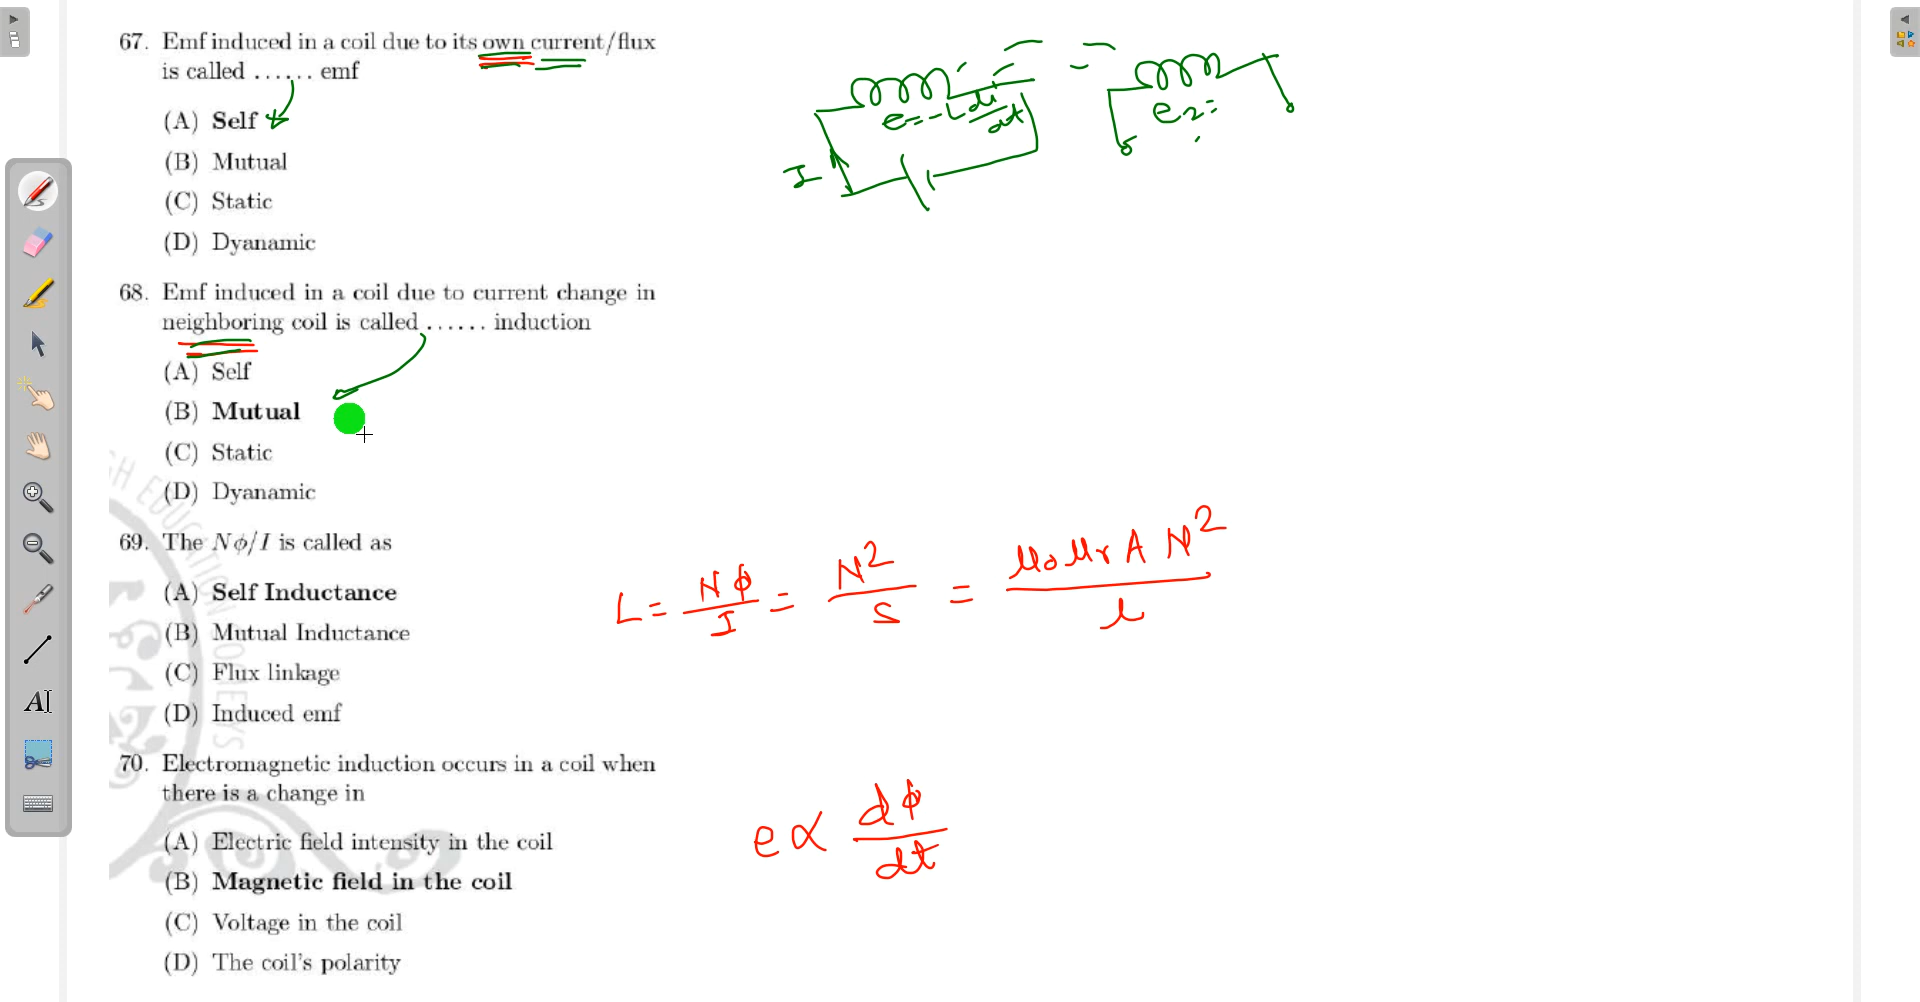 67. Emf induced in a coil due to its own current/flux
is called ...... emf
(A) Self
(B) Mutual
(C) Static
(D) Dyanamic
e=-L di/dt
e2=
I
68. Emf induced in a coil due to current change in
neighboring coil is called ...... induction
(A) Self
(B) Mutual
(C) Static
(D) Dyanamic
69. The Nϕ/I is called as
(A) Self Inductance
(B) Mutual Inductance
(C) Flux linkage
(D) Induced emf
L = Nϕ/I = N²/S = μ0μr A N²/l
70. Electromagnetic induction occurs in a coil when
there is a change in
(A) Electric field intensity in the coil
(B) Magnetic field in the coil
(C) Voltage in the coil
(D) The coil's polarity
e ∝ dϕ/dt
AI